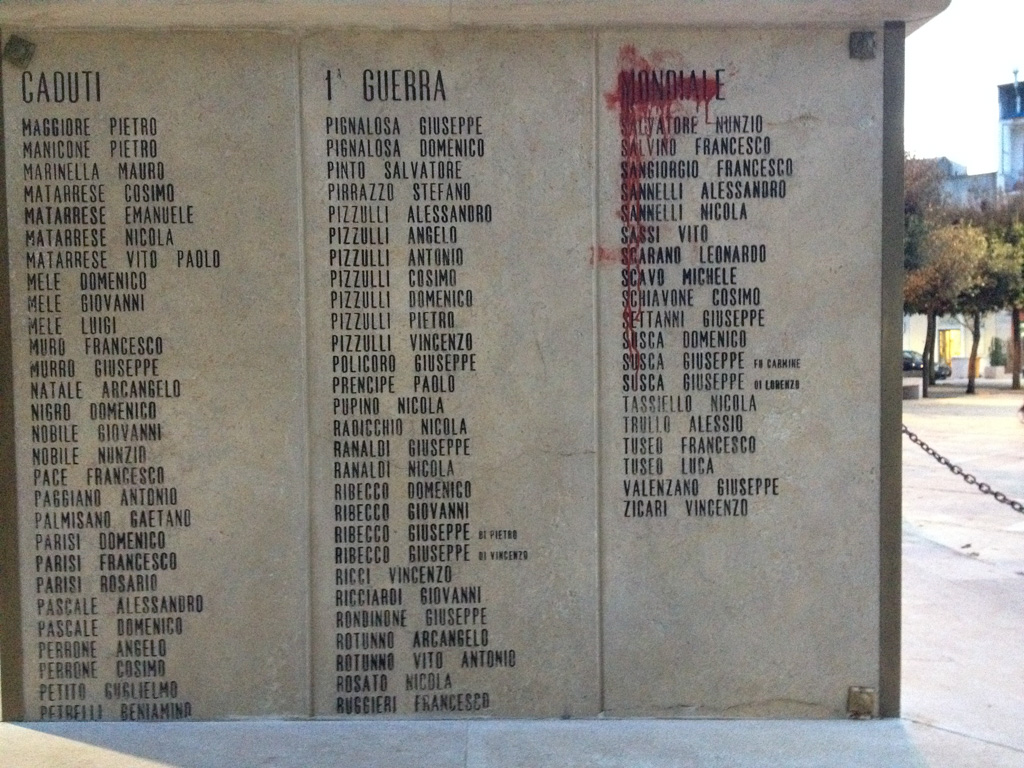 CADUTI
MAGGIORE PIETRO
MANICONE PIETRO
MARINELLA MAURO
MATARRESE COSIMO
MATARRESE EMANUELE
MATARRESE NICOLA
MATARRESE VITO PAOLO
MELE DOMENICO
MELE GIOVANNI
MELE LUIGI
MURO FRANCESCO
MURRO GIUSEPPE
NATALE ARCANGELO
NIGRO DOMENICO
NOBILE GIOVANNI
NOBILE NUNZIO
PACE FRANCESCO
PAGGIANO ANTONIO
PALMISANO GAETANO
PARISI DOMENICO
PARISI FRANCESCO
PARISI ROSARIO
PASCALE ALESSANDRO
PASCALE DOMENICO
PERRONE ANGELO
PERRONE COSIMO
PETITO GUGLIELMO
PETRELLI BENIAMINO
1ᴬ GUERRA
PIGNALOSA GIUSEPPE
PIGNALOSA DOMENICO
PINTO SALVATORE
PIRRAZZO STEFANO
PIZZULLI ALESSANDRO
PIZZULLI ANGELO
PIZZULLI ANTONIO
PIZZULLI COSIMO
PIZZULLI DOMENICO
PIZZULLI PIETRO
PIZZULLI VINCENZO
POLICORO GIUSEPPE
PRENCIPE PAOLO
PUPINO NICOLA
RADICCHIO NICOLA
RANALDI GIUSEPPE
RANALDI NICOLA
RIBECCO DOMENICO
RIBECCO GIOVANNI
RIBECCO GIUSEPPE DI PIETRO
RIBECCO GIUSEPPE DI VINCENZO
RICCI VINCENZO
RICCIARDI GIOVANNI
RONDINONE GIUSEPPE
ROTUNNO ARCANGELO
ROTUNNO VITO ANTONIO
ROSATO NICOLA
RUGGIERI FRANCESCO
MONDIALE
SALVATORE NUNZIO
SALVINO FRANCESCO
SANGIORGIO FRANCESCO
SANNELLI ALESSANDRO
SANNELLI NICOLA
SASSI VITO
SCARANO LEONARDO
SCAVO MICHELE
SCHIAVONE COSIMO
SETTANNI GIUSEPPE
SUSCA DOMENICO
SUSCA GIUSEPPE FU CARMINE
SUSCA GIUSEPPE DI LORENZO
TASSIELLO NICOLA
TRULLO ALESSIO
TUSEO FRANCESCO
TUSEO LUCA
VALENZANO GIUSEPPE
ZICARI VINCENZO